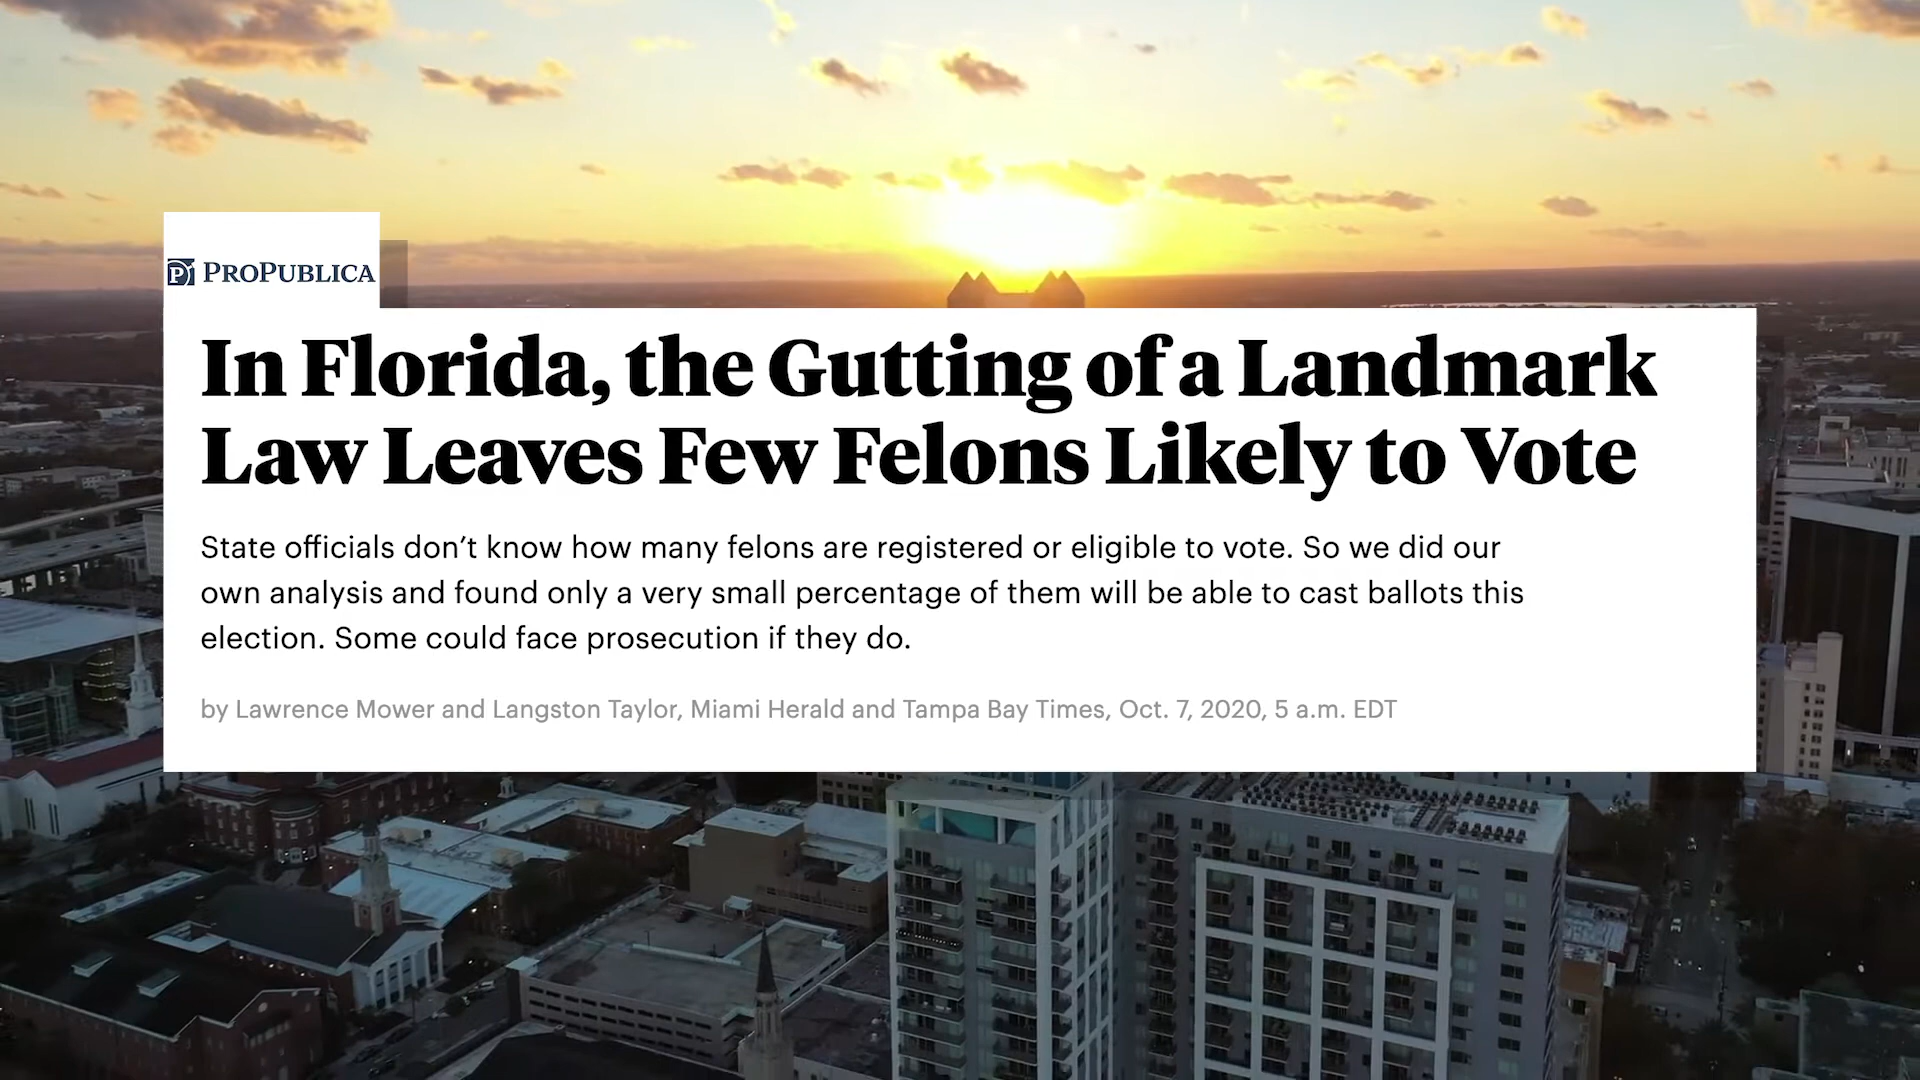 ProPublica
In Florida, the Gutting of a Landmark
Law Leaves Few Felons Likely to Vote
State officials don’t know how many felons are registered or eligible to vote. So we did our
own analysis and found only a very small percentage of them will be able to cast ballots this
election. Some could face prosecution if they do.
by Lawrence Mower and Langston Taylor, Miami Herald and Tampa Bay Times, Oct. 7, 2020, 5 a.m. EDT